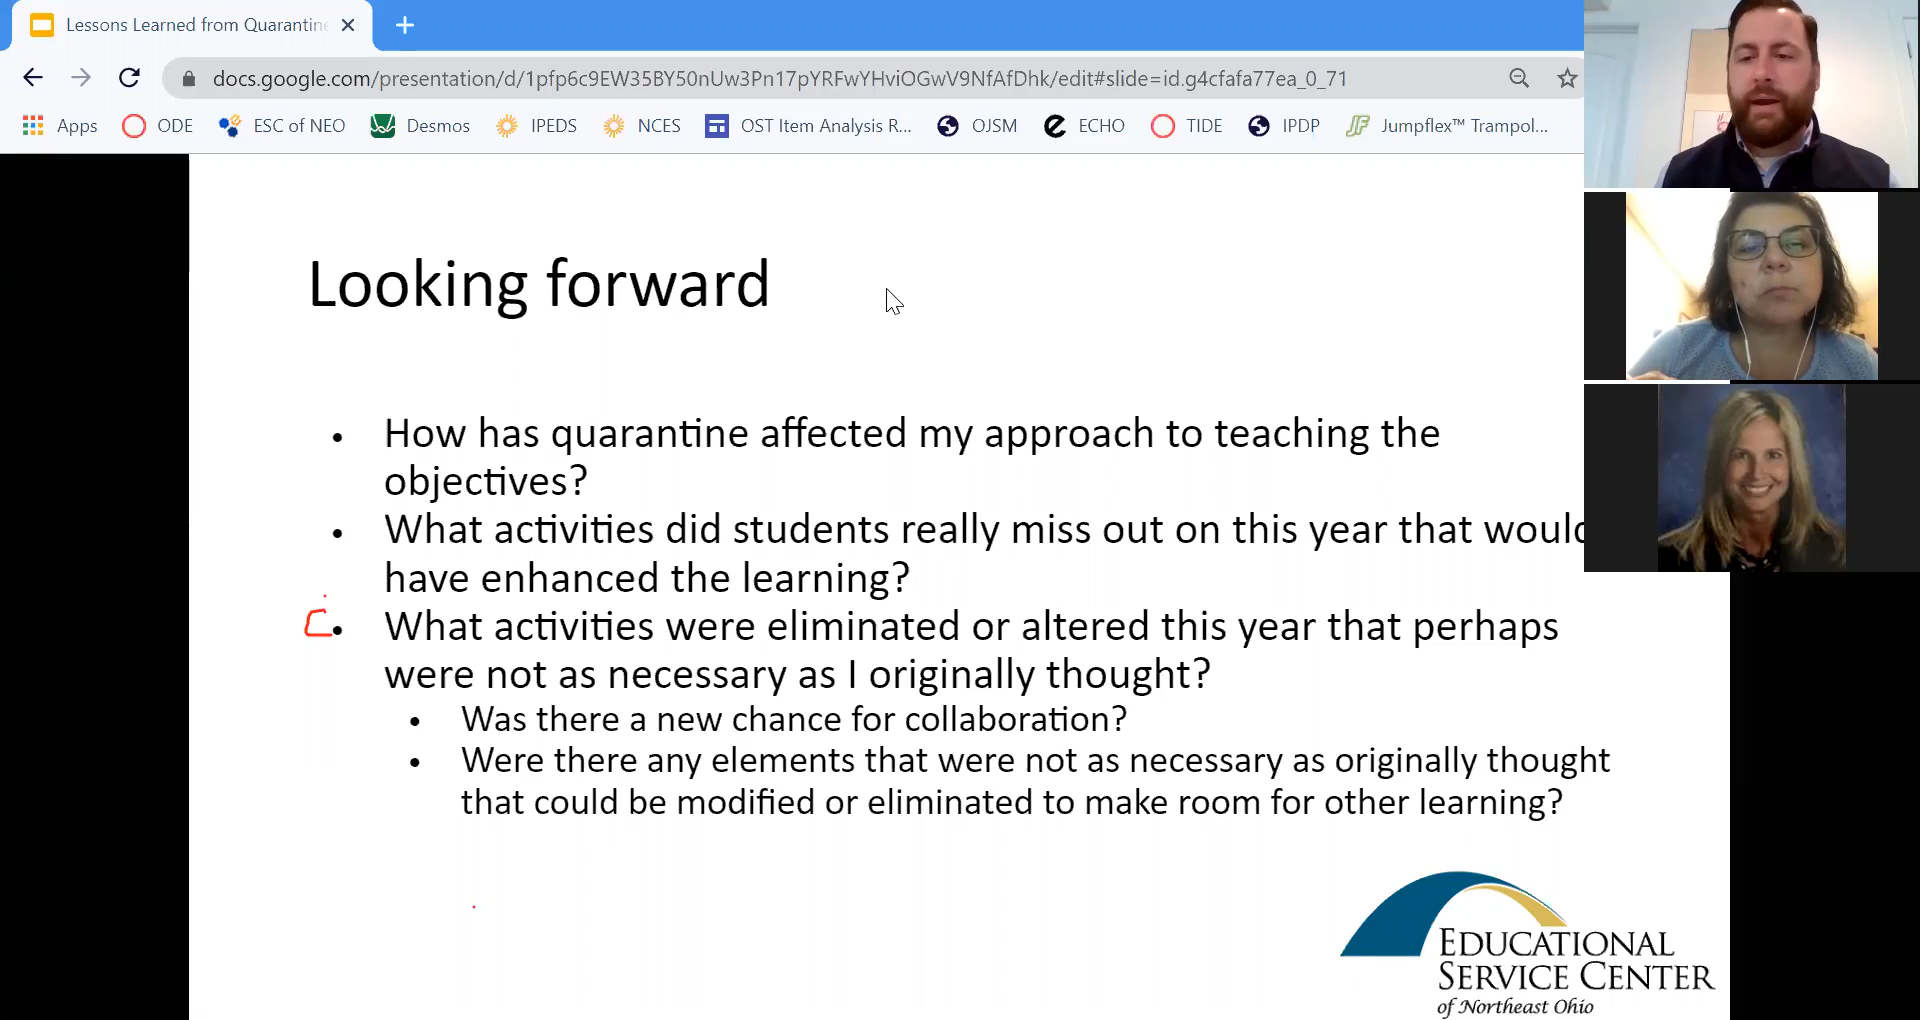 Lessons Learned from Quarantine
docs.google.com/presentation/d/1pfp6c9EW35BY50nUw3Pn17pYRFwYHviOGwV9NfAfDhk/edit#slide=id.g4cfafa77ea_0_71
Apps ODE ESC of NEO Desmos IPEDS NCES OST Item Analysis R... OJSM ECHO TIDE IPDP Jumpflex™ Trampol...
Looking forward
• How has quarantine affected my approach to teaching the
objectives?
• What activities did students really miss out on this year that would
have enhanced the learning?
• What activities were eliminated or altered this year that perhaps
were not as necessary as I originally thought?
• Was there a new chance for collaboration?
• Were there any elements that were not as necessary as originally thought
that could be modified or eliminated to make room for other learning?
EDUCATIONAL
SERVICE CENTER
of Northeast Ohio